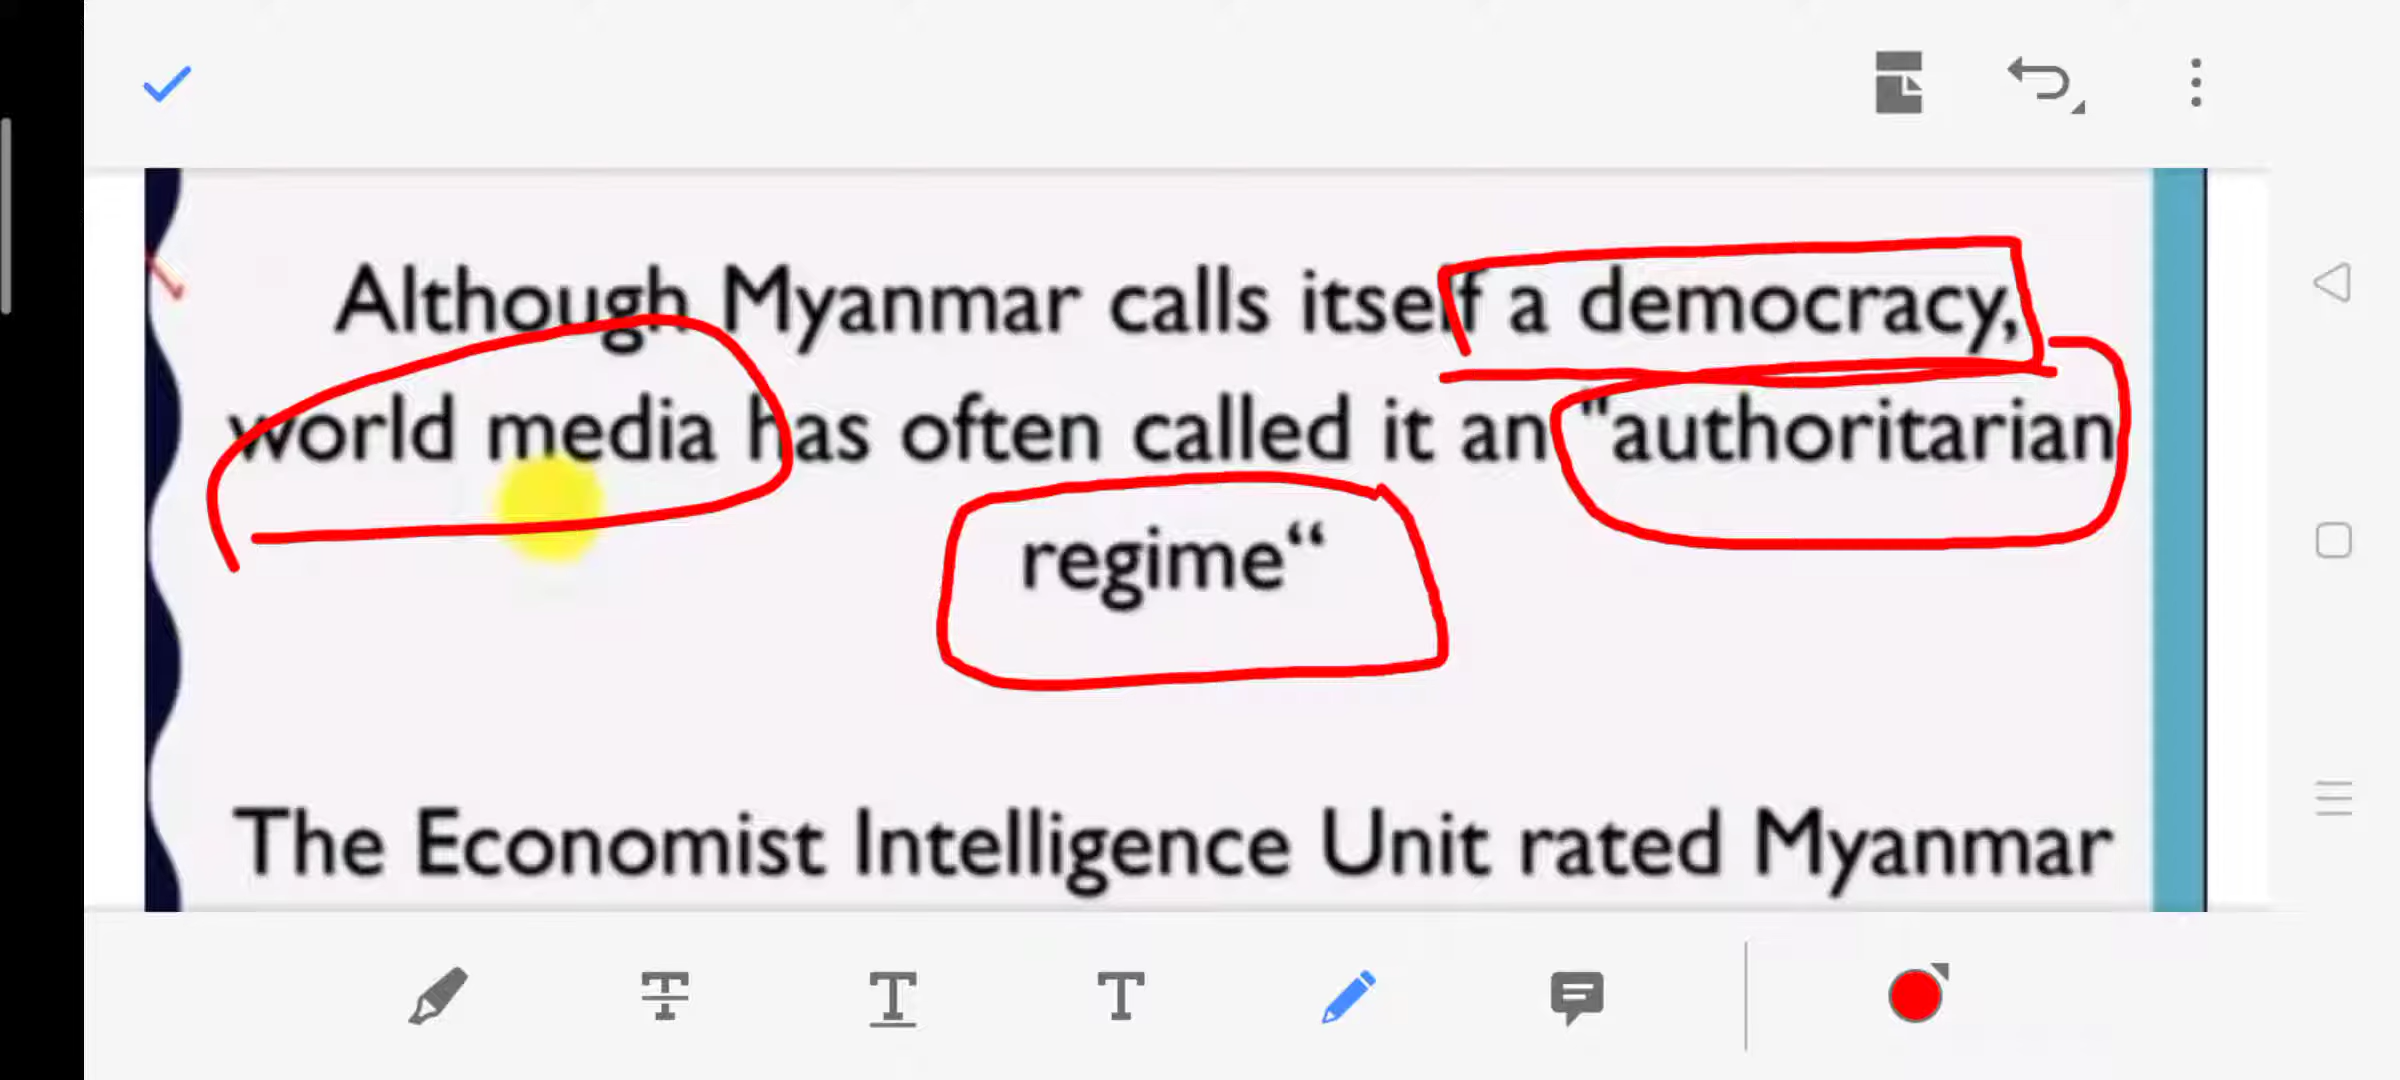 Although Myanmar calls itself a democracy,
world media has often called it an "authoritarian
regime“
The Economist Intelligence Unit rated Myanmar